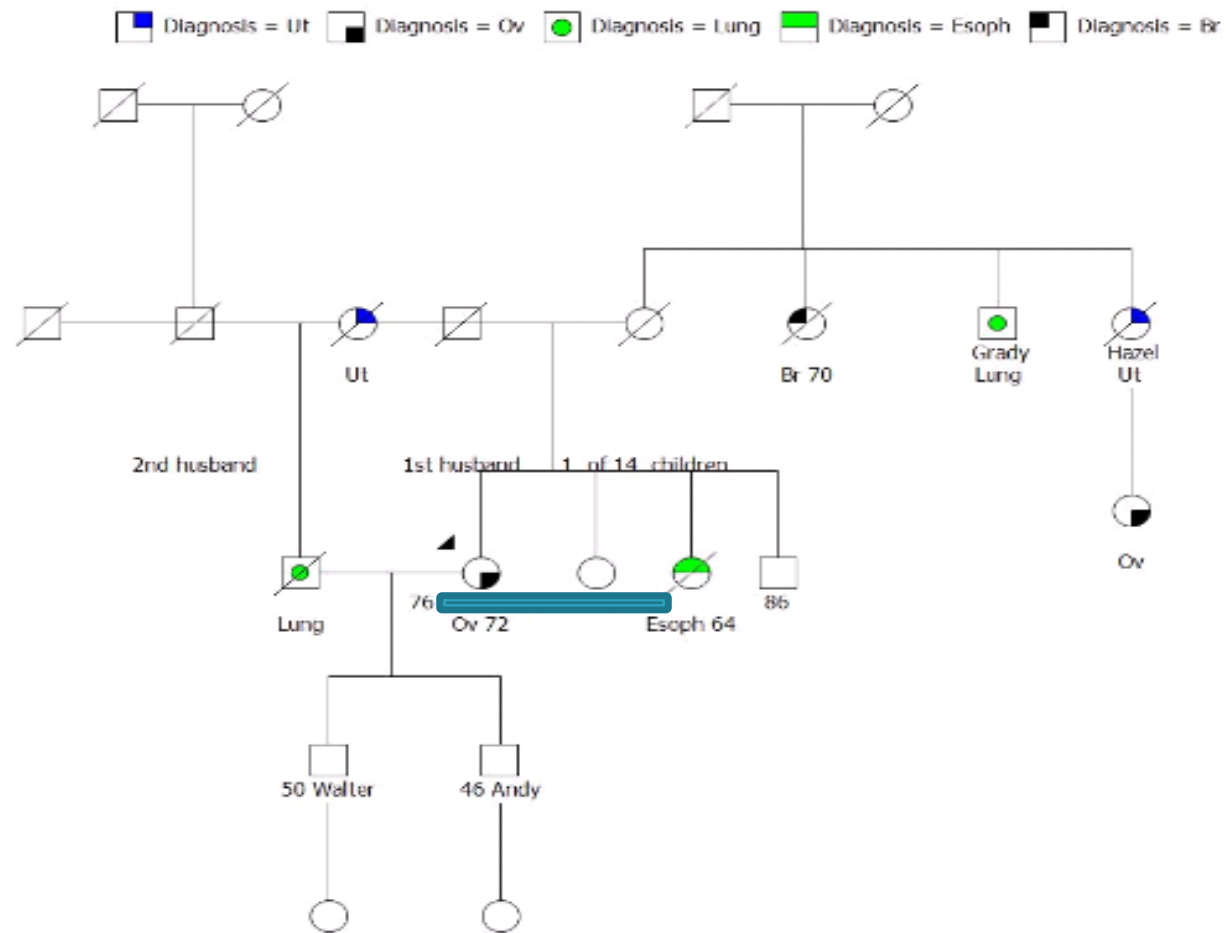 Diagnosis = Ut Diagnosis = Ov Diagnosis = Lung Diagnosis = Esoph Diagnosis = Br
Ut
Br 70
Grady
Lung
Hazel
Ut
2nd husband
1st husband
1 of 14 children
Ov
Lung
76
Ov 72
Esoph 64
86
50 Walter
46 Andy